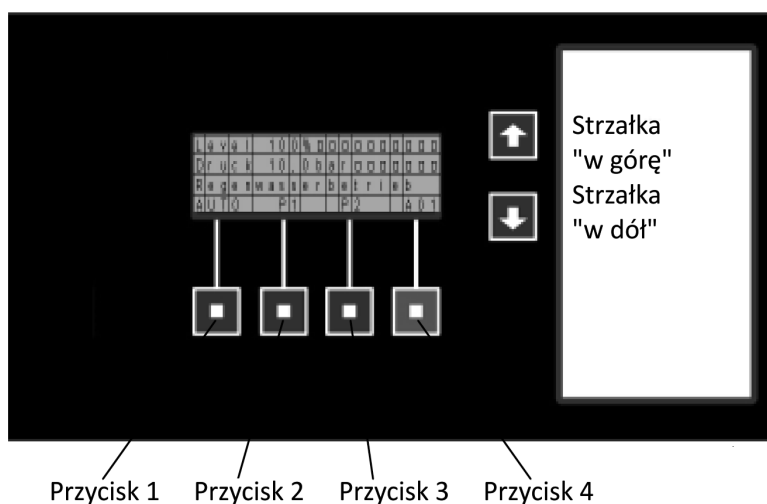 Level 100%
Druck 10,0bar
Regenwasserbetrieb
AUTO P1 P2 A01
Strzałka
"w górę"
Strzałka
"w dół"
Przycisk 1 Przycisk 2 Przycisk 3 Przycisk 4